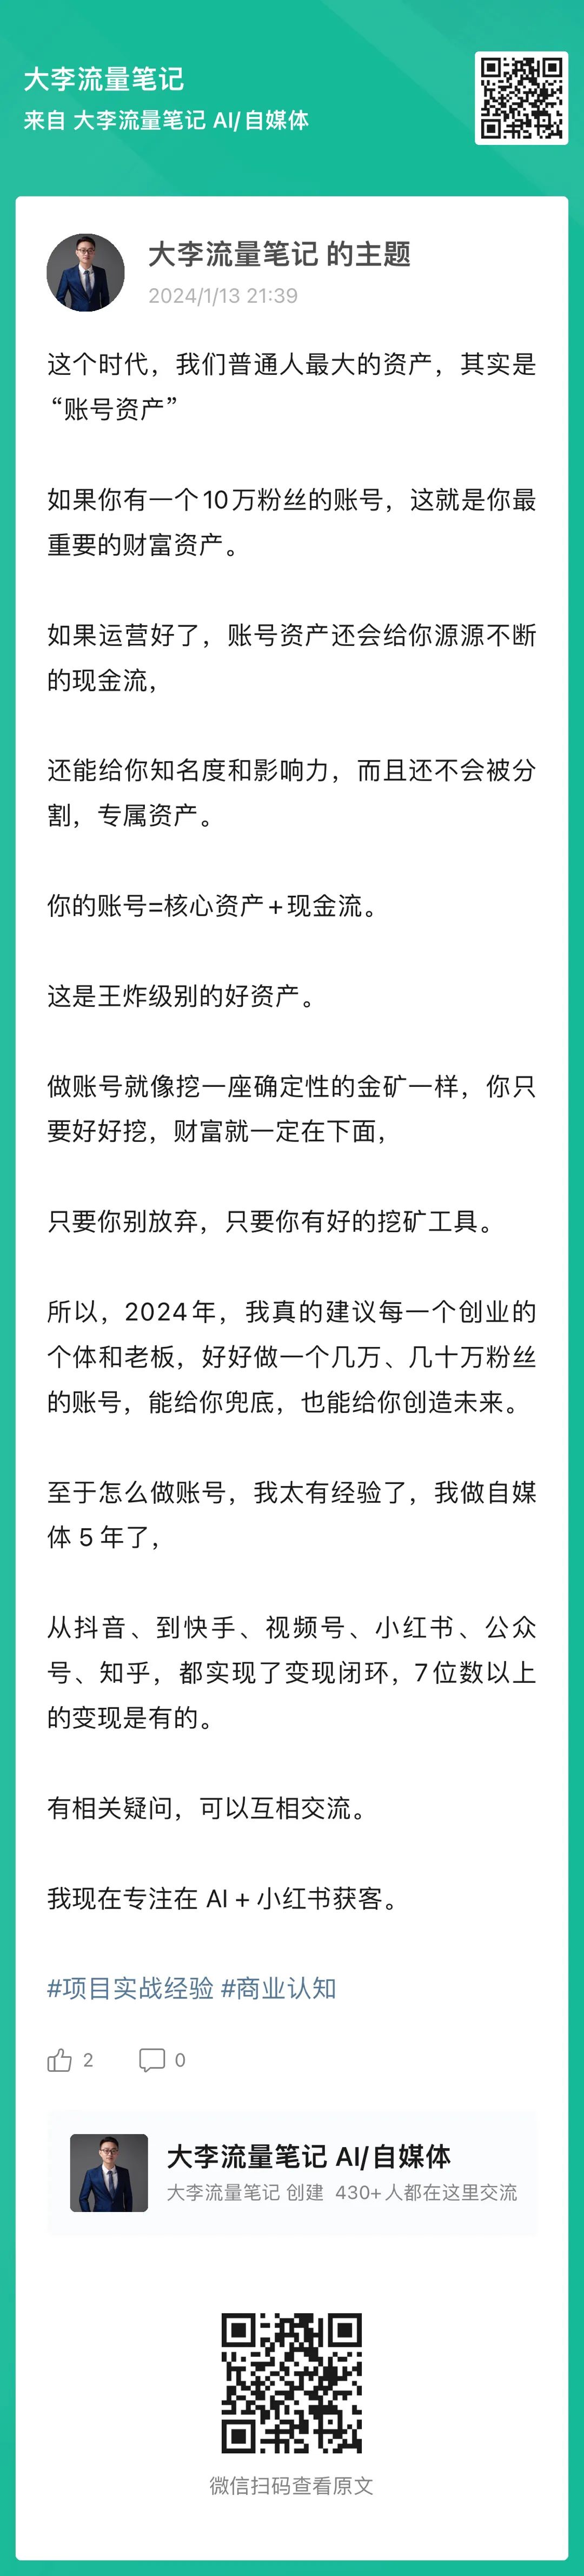 大李流量笔记
来自 大李流量笔记 AI/自媒体
大李流量笔记 的主题
2024/1/13 21:39
这个时代，我们普通人最大的资产，其实是
“账号资产”
如果你有一个10万粉丝的账号，这就是你最
重要的财富资产。
如果运营好了，账号资产还会给你源源不断
的现金流，
还能给你知名度和影响力，而且还不会被分
割，专属资产。
你的账号=核心资产+现金流。
这是王炸级别的好资产。
做账号就像挖一座确定性的金矿一样，你只
要好好挖，财富就一定在下面，
只要你别放弃，只要你有好的挖矿工具。
所以，2024年，我真的建议每一个创业的
个体和老板，好好做一个几万、几十万粉丝
的账号，能给你兜底，也能给你创造未来。
至于怎么做账号，我太有经验了，我做自媒
体 5 年了，
从抖音、到快手、视频号、小红书、公众
号、知乎，都实现了变现闭环，7位数以上
的变现是有的。
有相关疑问，可以互相交流。
我现在专注在 AI + 小红书获客。
#项目实战经验 #商业认知
2 0
大李流量笔记 AI/自媒体
大李流量笔记 创建 430+人都在这里交流
微信扫码查看原文